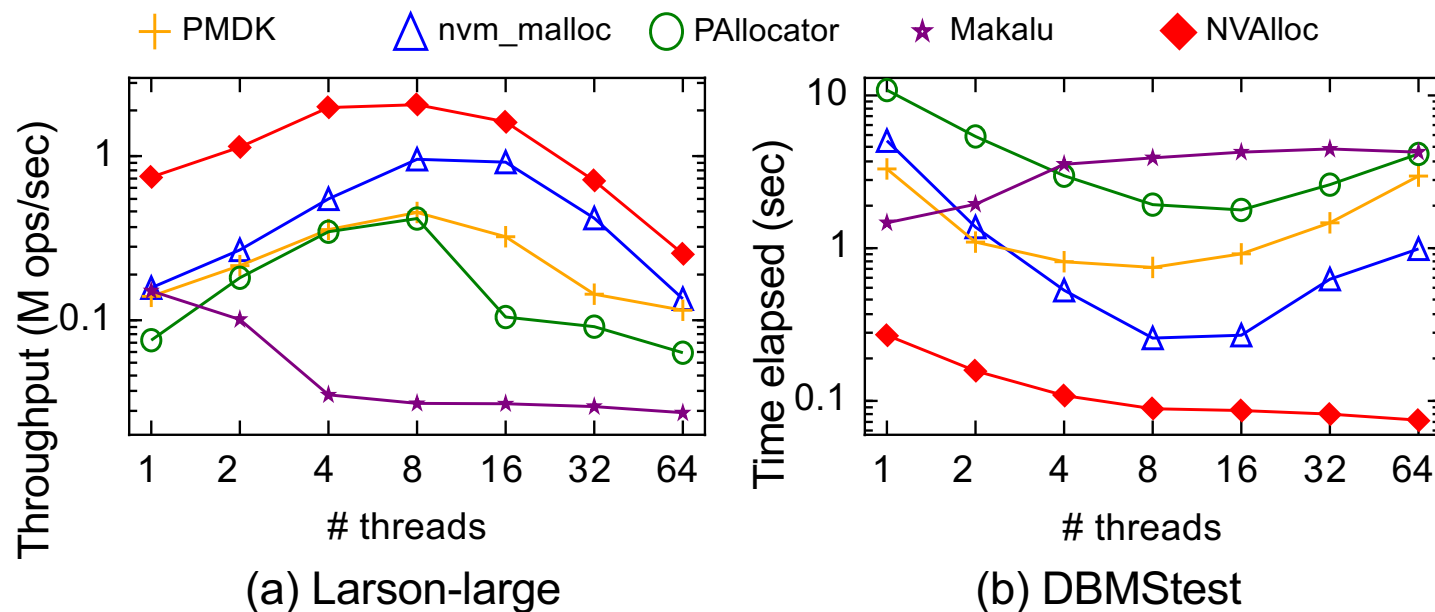 PMDK nvm_malloc PAllocator Makalu NVAlloc
Throughput (M ops/sec)
1
0.1
1 2 4 8 16 32 64
# threads
(a) Larson-large
Time elapsed (sec)
10
1
0.1
1 2 4 8 16 32 64
# threads
(b) DBMStest